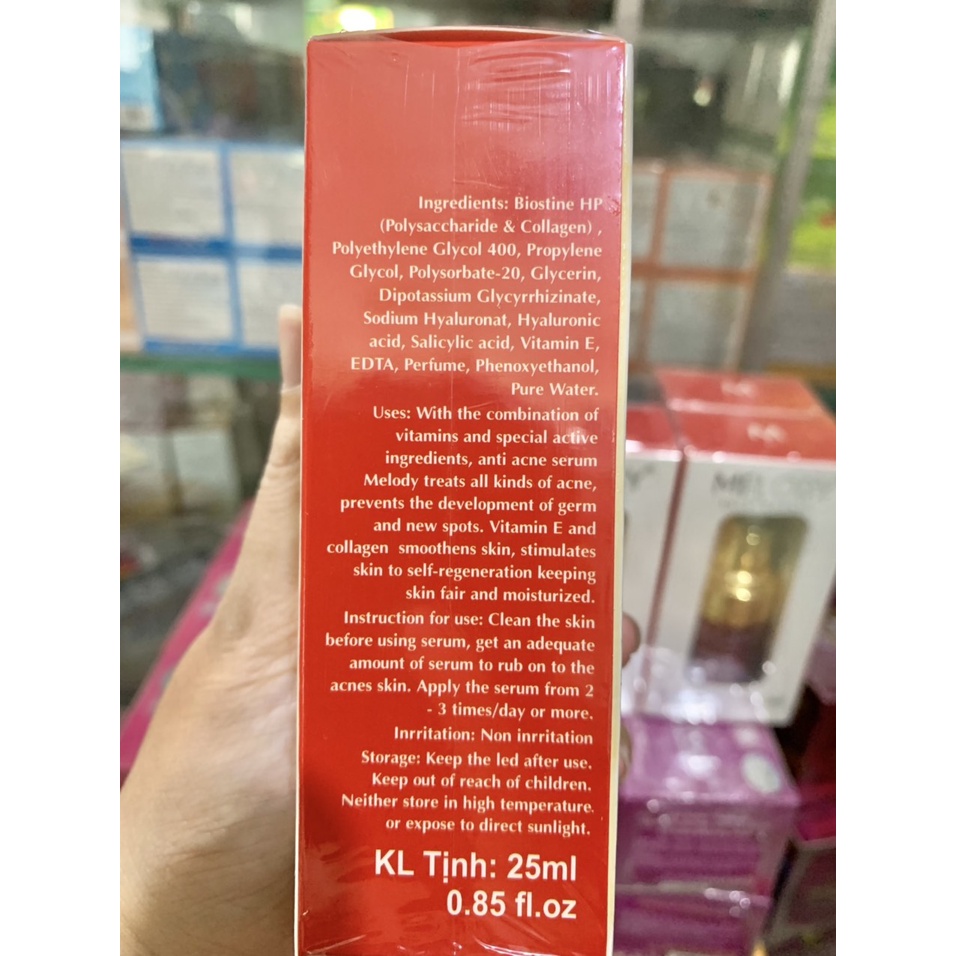 Ingredients: Biostine HP
(Polysaccharide & Collagen) ,
Polyethylene Glycol 400, Propylene
Glycol, Polysorbate-20, Glycerin,
Dipotassium Glycyrrhizinate,
Sodium Hyaluronat, Hyaluronic
acid, Salicylic acid, Vitamin E,
EDTA, Perfume, Phenoxyethanol,
Pure Water.
Uses: With the combination of
vitamins and special active
ingredients, anti acne serum
Melody treats all kinds of acne,
prevents the development of germ
and new spots. Vitamin E and
collagen smoothens skin, stimulates
skin to self-regeneration keeping
skin fair and moisturized.
Instruction for use: Clean the skin
before using serum, get an adequate
amount of serum to rub on to the
acnes skin. Apply the serum from 2
- 3 times/day or more.
Inrritation: Non inrritation
Storage: Keep the led after use.
Keep out of reach of children.
Neither store in high temperature
or expose to direct sunlight.
KL Tịnh: 25ml
0.85 fl.oz
MELODY